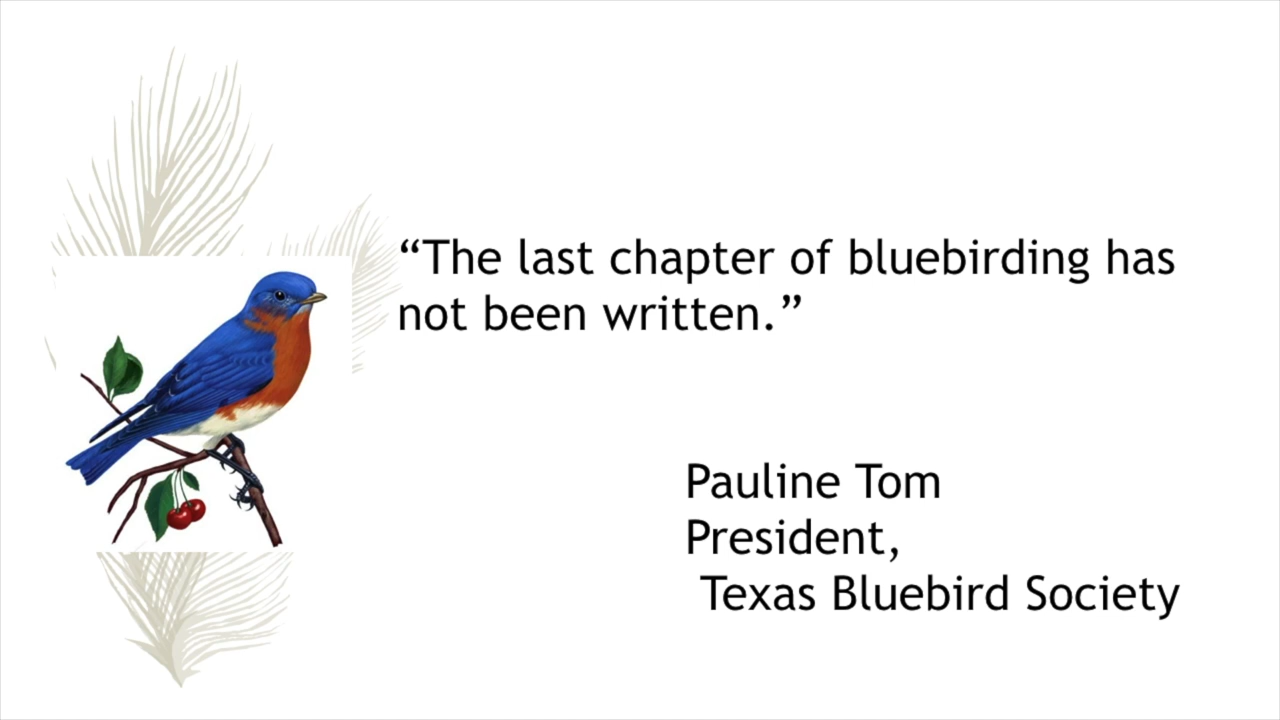 “The last chapter of bluebirding has
not been written.”
Pauline Tom
President,
Texas Bluebird Society